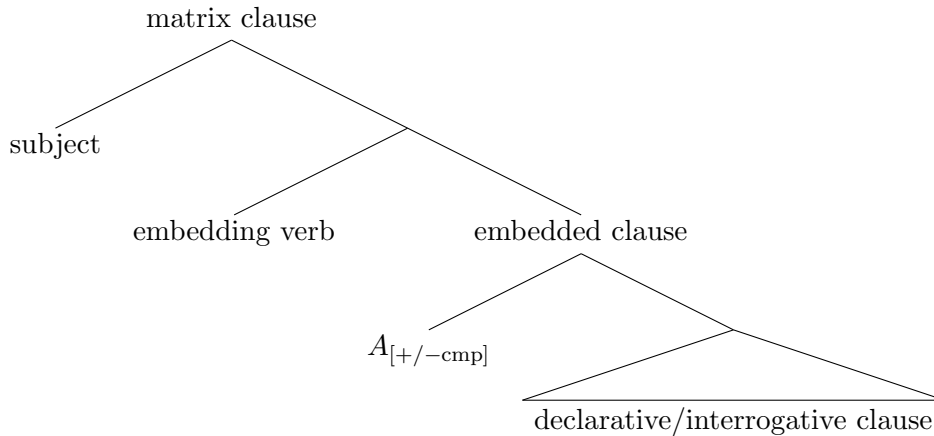 matrix clause
subject
embedding verb
embedded clause
A[+/−cmp]
declarative/interrogative clause